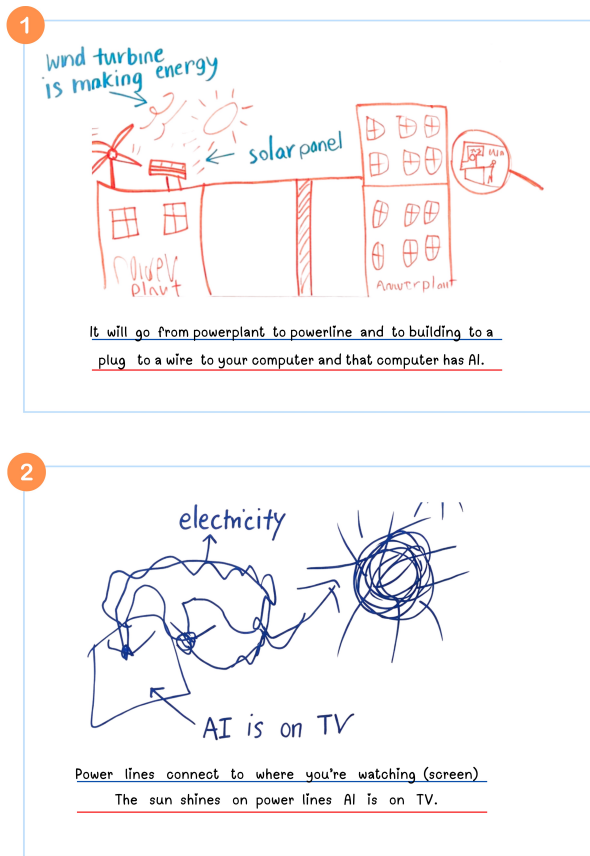 1
wind turbine
is making energy
solar panel
Power
Plant
It will go from powerplant to powerline and to building to a
plug to a wire to your computer and that computer has AI.
2
electricity
AI is on TV
Power lines connect to where you're watching (screen)
The sun shines on power lines AI is on TV.